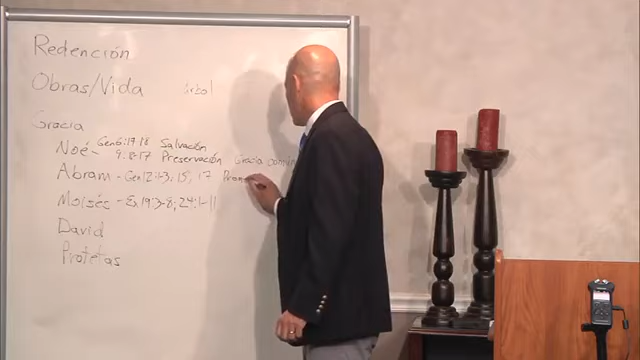 Redención
Obras/Vida árbol
Gracia
Noé - Gen 6:17-18 Salvación
9:8-17 Preservación Gracia común
Abram - Gen 12:1-3; 15, 17
Moisés - Ex 19:3-8; 24:1-11
David
Profetas